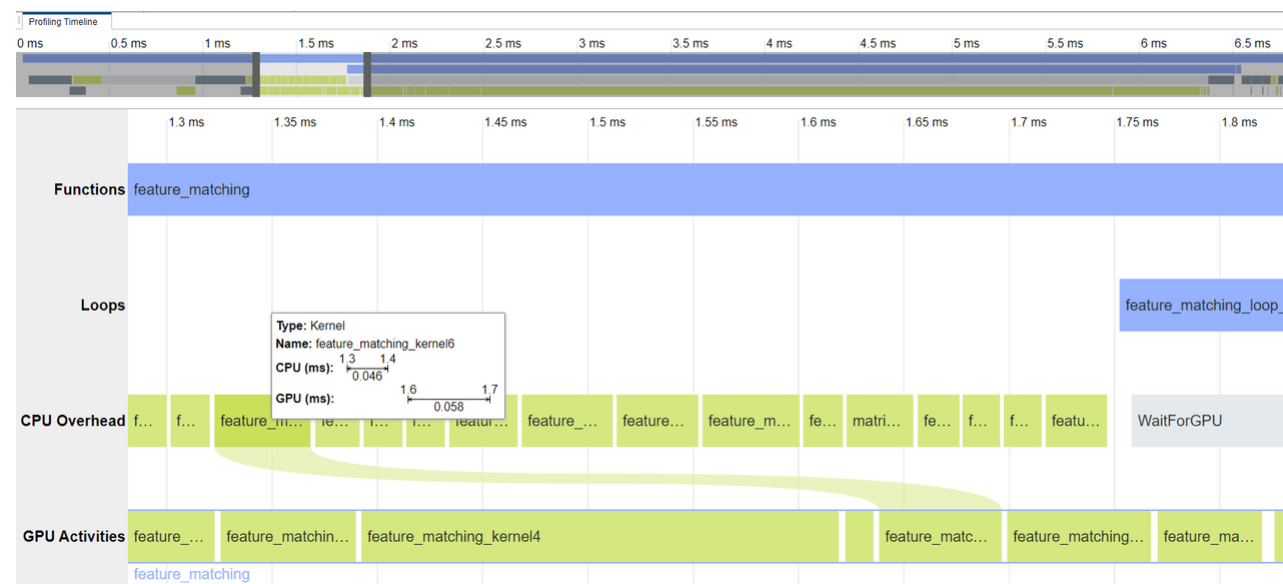 Profiling Timeline
0 ms 0.5 ms 1 ms 1.5 ms 2 ms 2.5 ms 3 ms 3.5 ms 4 ms 4.5 ms 5 ms 5.5 ms 6 ms 6.5 ms
1.3 ms 1.35 ms 1.4 ms 1.45 ms 1.5 ms 1.55 ms 1.6 ms 1.65 ms 1.7 ms 1.75 ms 1.8 ms
Functions feature_matching
Loops feature_matching_loop_
Type: Kernel
Name: feature_matching_kernel6
1.3 1.4
CPU (ms):
0.046
1.6 1.7
GPU (ms):
0.058
CPU Overhead f... f... feature_m... fe... f... f... featur... feature_... feature... feature_m... fe... matri... fe... f... f... featu... WaitForGPU
GPU Activities feature_... feature_matchin... feature_matching_kernel4 feature_matc... feature_matching... feature_ma...
feature_matching